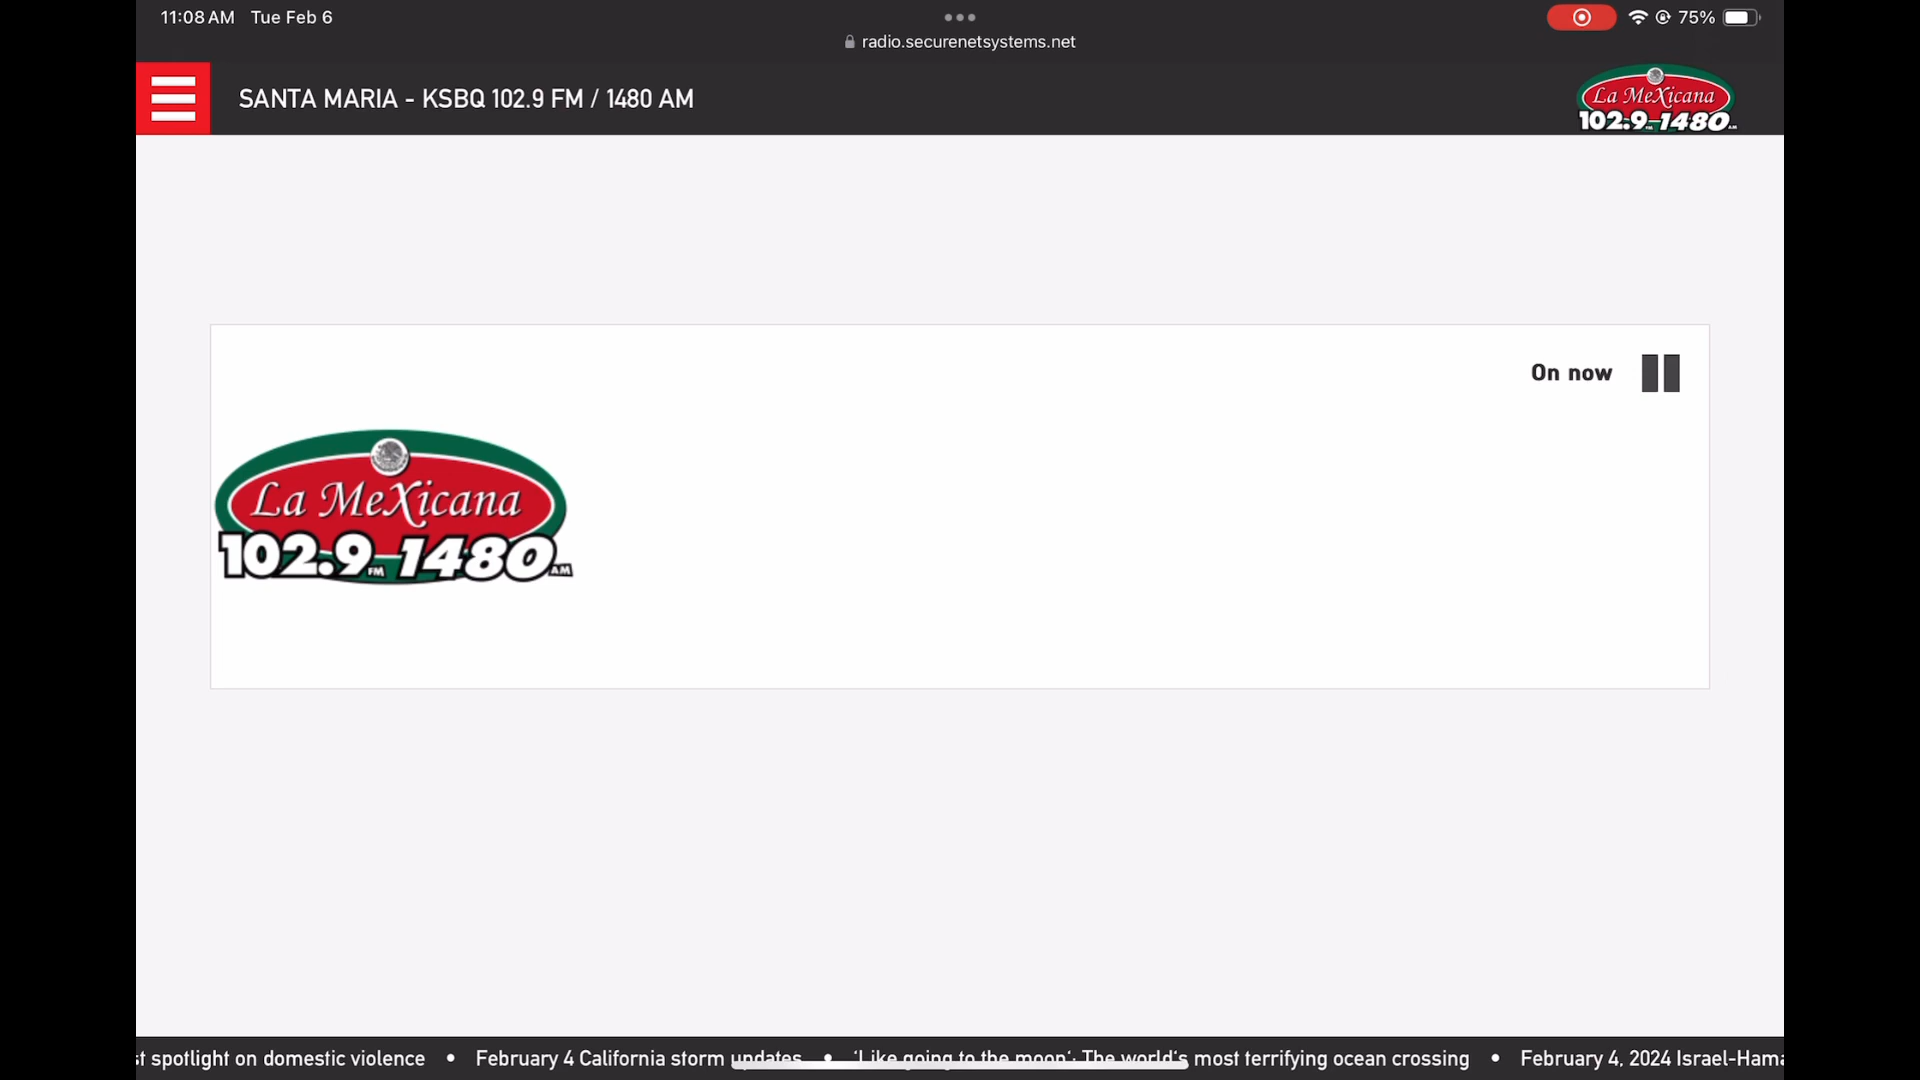 11:08 AM Tue Feb 6
75%
radio.securenetsystems.net
SANTA MARIA - KSBQ 102.9 FM / 1480 AM
La MeXicana
102.9 FM 1480 AM
On now
La MeXicana
102.9 FM 1480 AM
st spotlight on domestic violence • February 4 California storm updates • 'Like going to the moon': The world's most terrifying ocean crossing • February 4, 2024 Israel-Hama